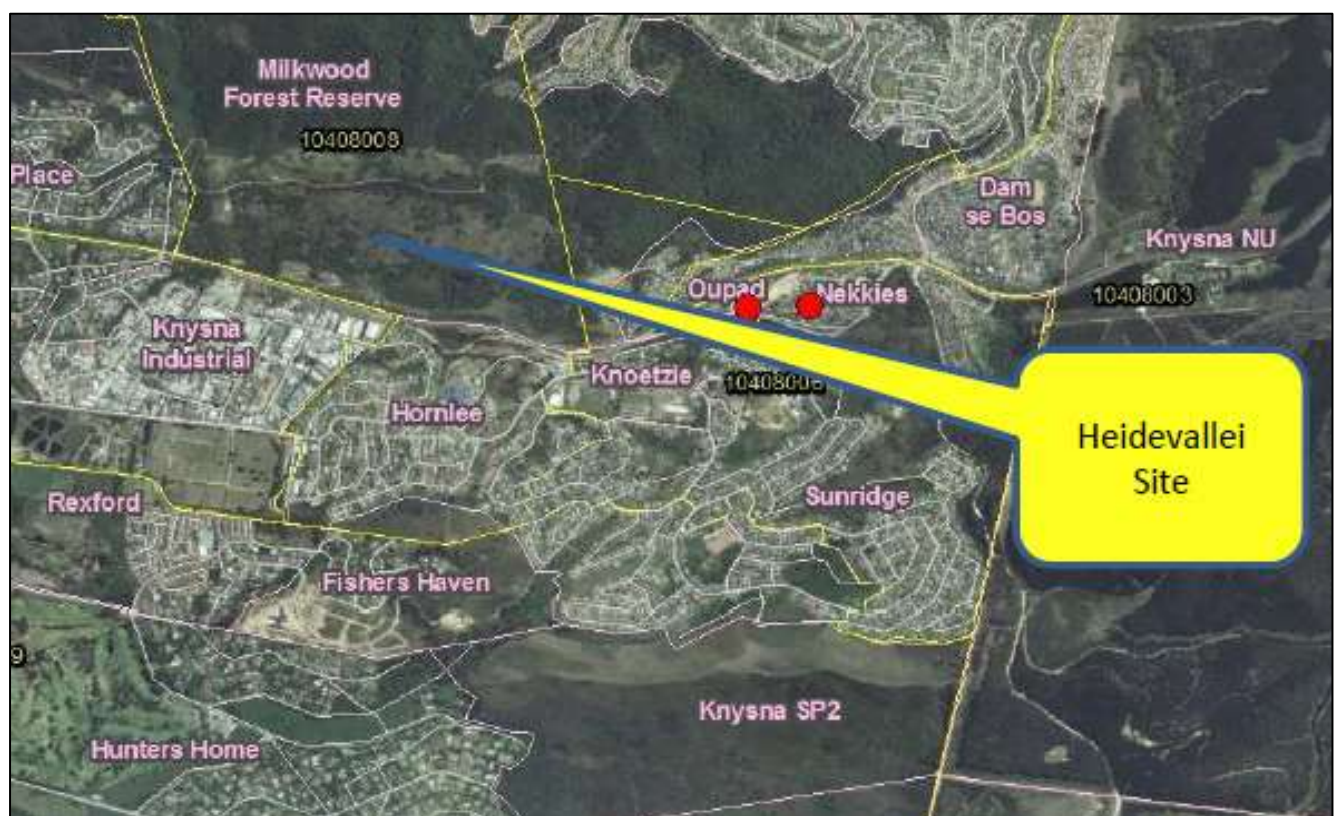 Milkwood
Forest Reserve
10408008
Place
Dam
se Bos
Knysna NU
Oupad
Nekkies
10408003
Knysna
Industrial
Knoetzie
Hornlee
Heidevallei
Site
Rexford
Sunridge
Fishers Haven
9
Knysna SP2
Hunters Home